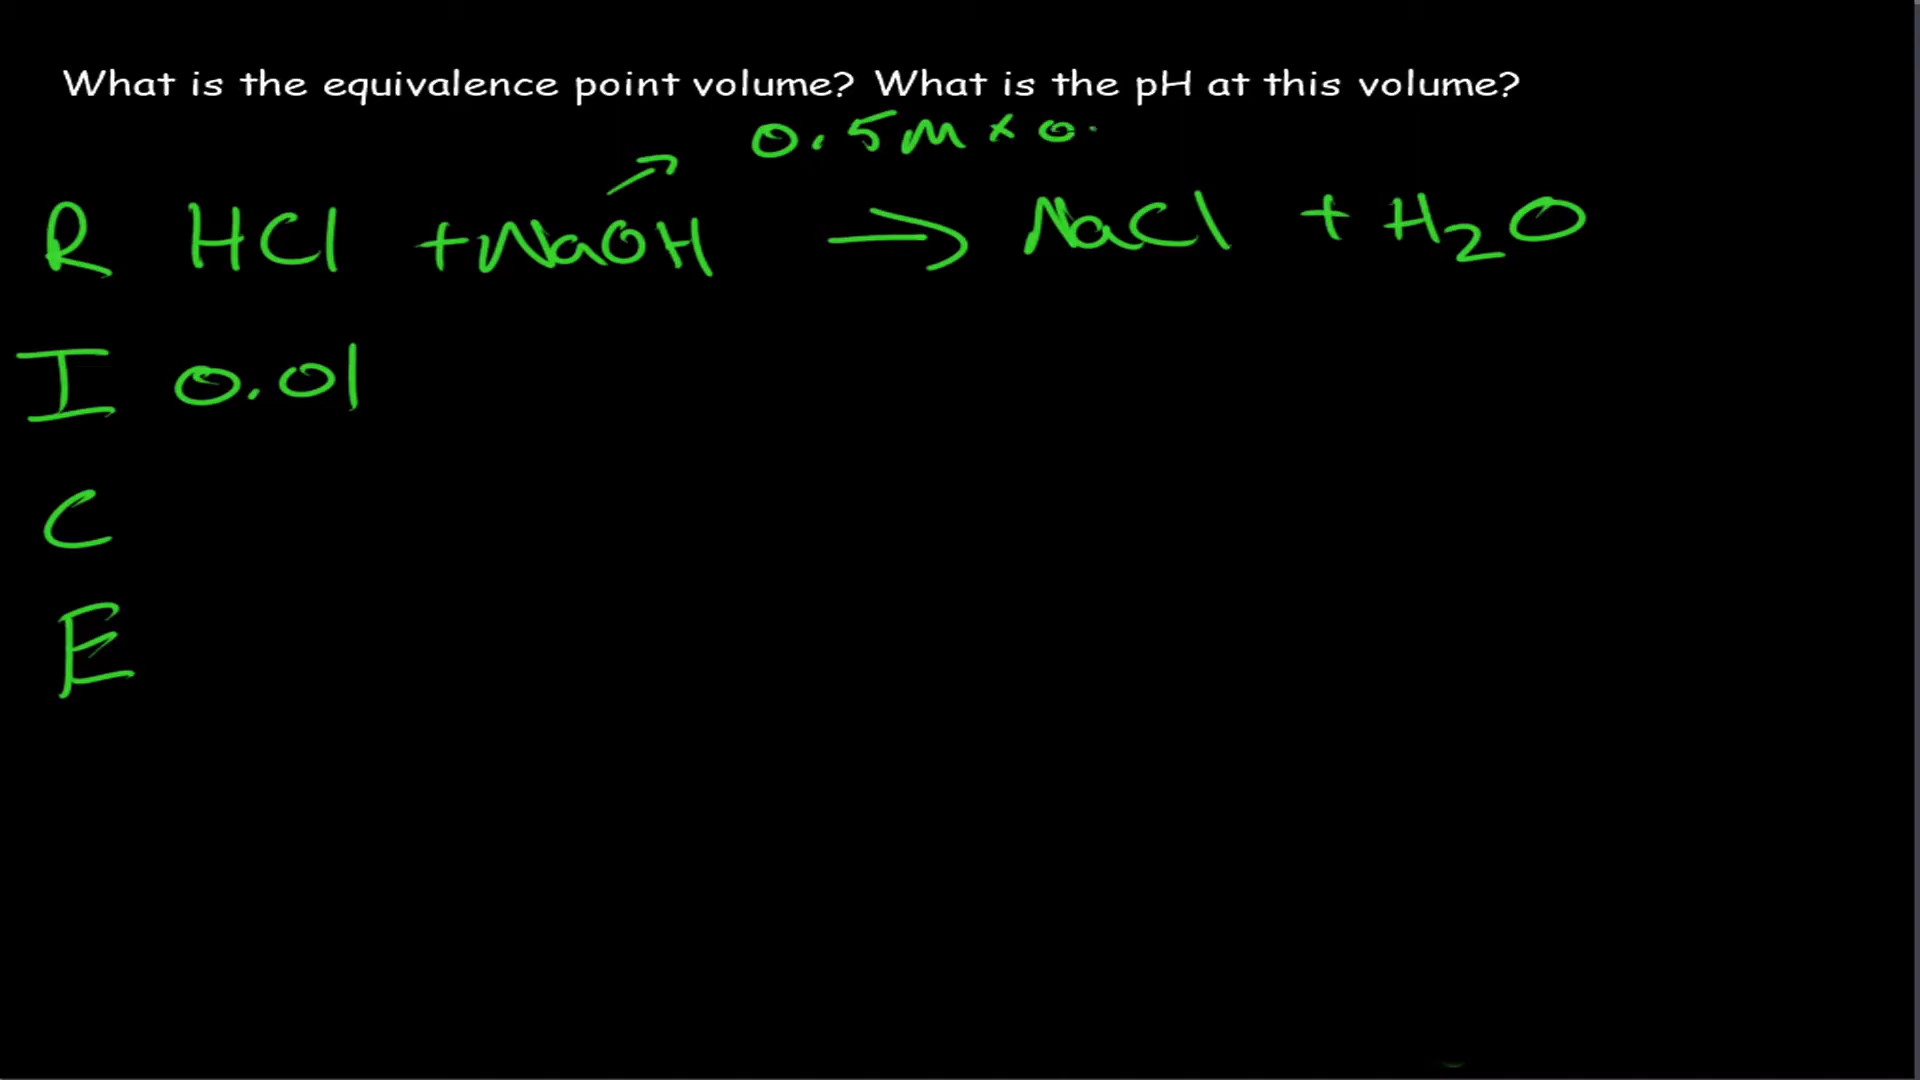 What is the equivalence point volume? What is the pH at this volume?
0.5M × 0.
R HCl + NaOH → NaCl + H₂O
I 0.01
C
E